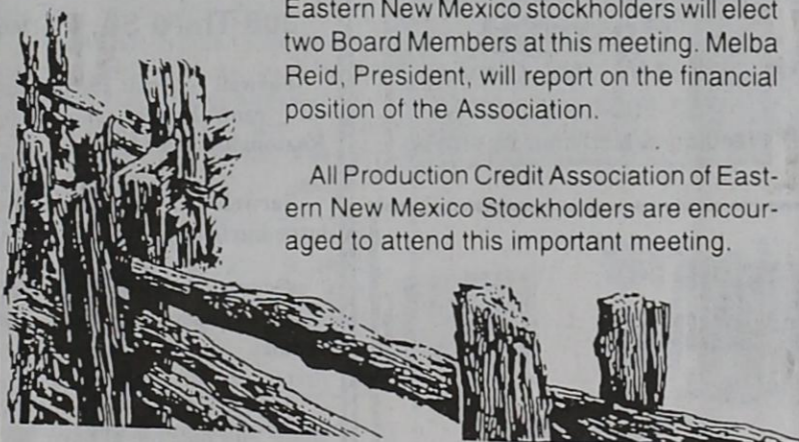 Eastern New Mexico stockholders will elect
two Board Members at this meeting. Melba
Reid, President, will report on the financial
position of the Association.
All Production Credit Association of East-
ern New Mexico Stockholders are encour-
aged to attend this important meeting.